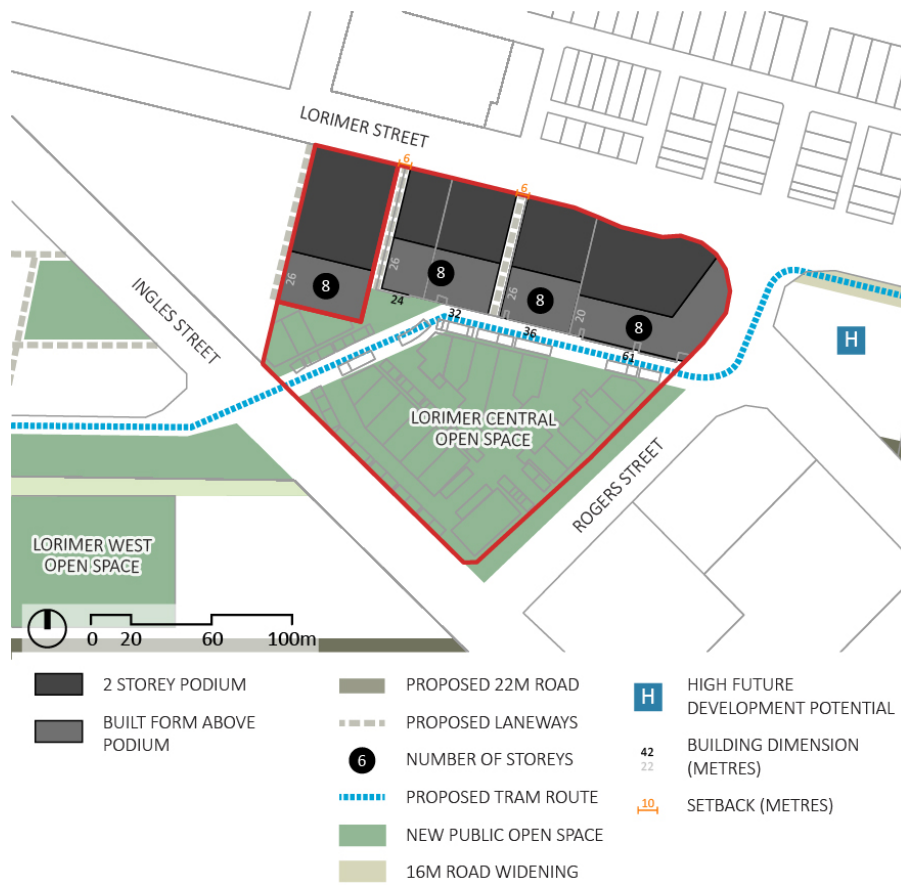 LORIMER STREET
6
6
INGLES STREET
26
8
26
8
24
26
8
20
8
32
36
61
H
LORIMER CENTRAL
OPEN SPACE
ROGERS STREET
LORIMER WEST
OPEN SPACE
0 20 60 100m
2 STOREY PODIUM
BUILT FORM ABOVE
PODIUM
PROPOSED 22M ROAD
PROPOSED LANEWAYS
6 NUMBER OF STOREYS
PROPOSED TRAM ROUTE
NEW PUBLIC OPEN SPACE
16M ROAD WIDENING
H HIGH FUTURE
DEVELOPMENT POTENTIAL
42 BUILDING DIMENSION
22 (METRES)
10 SETBACK (METRES)